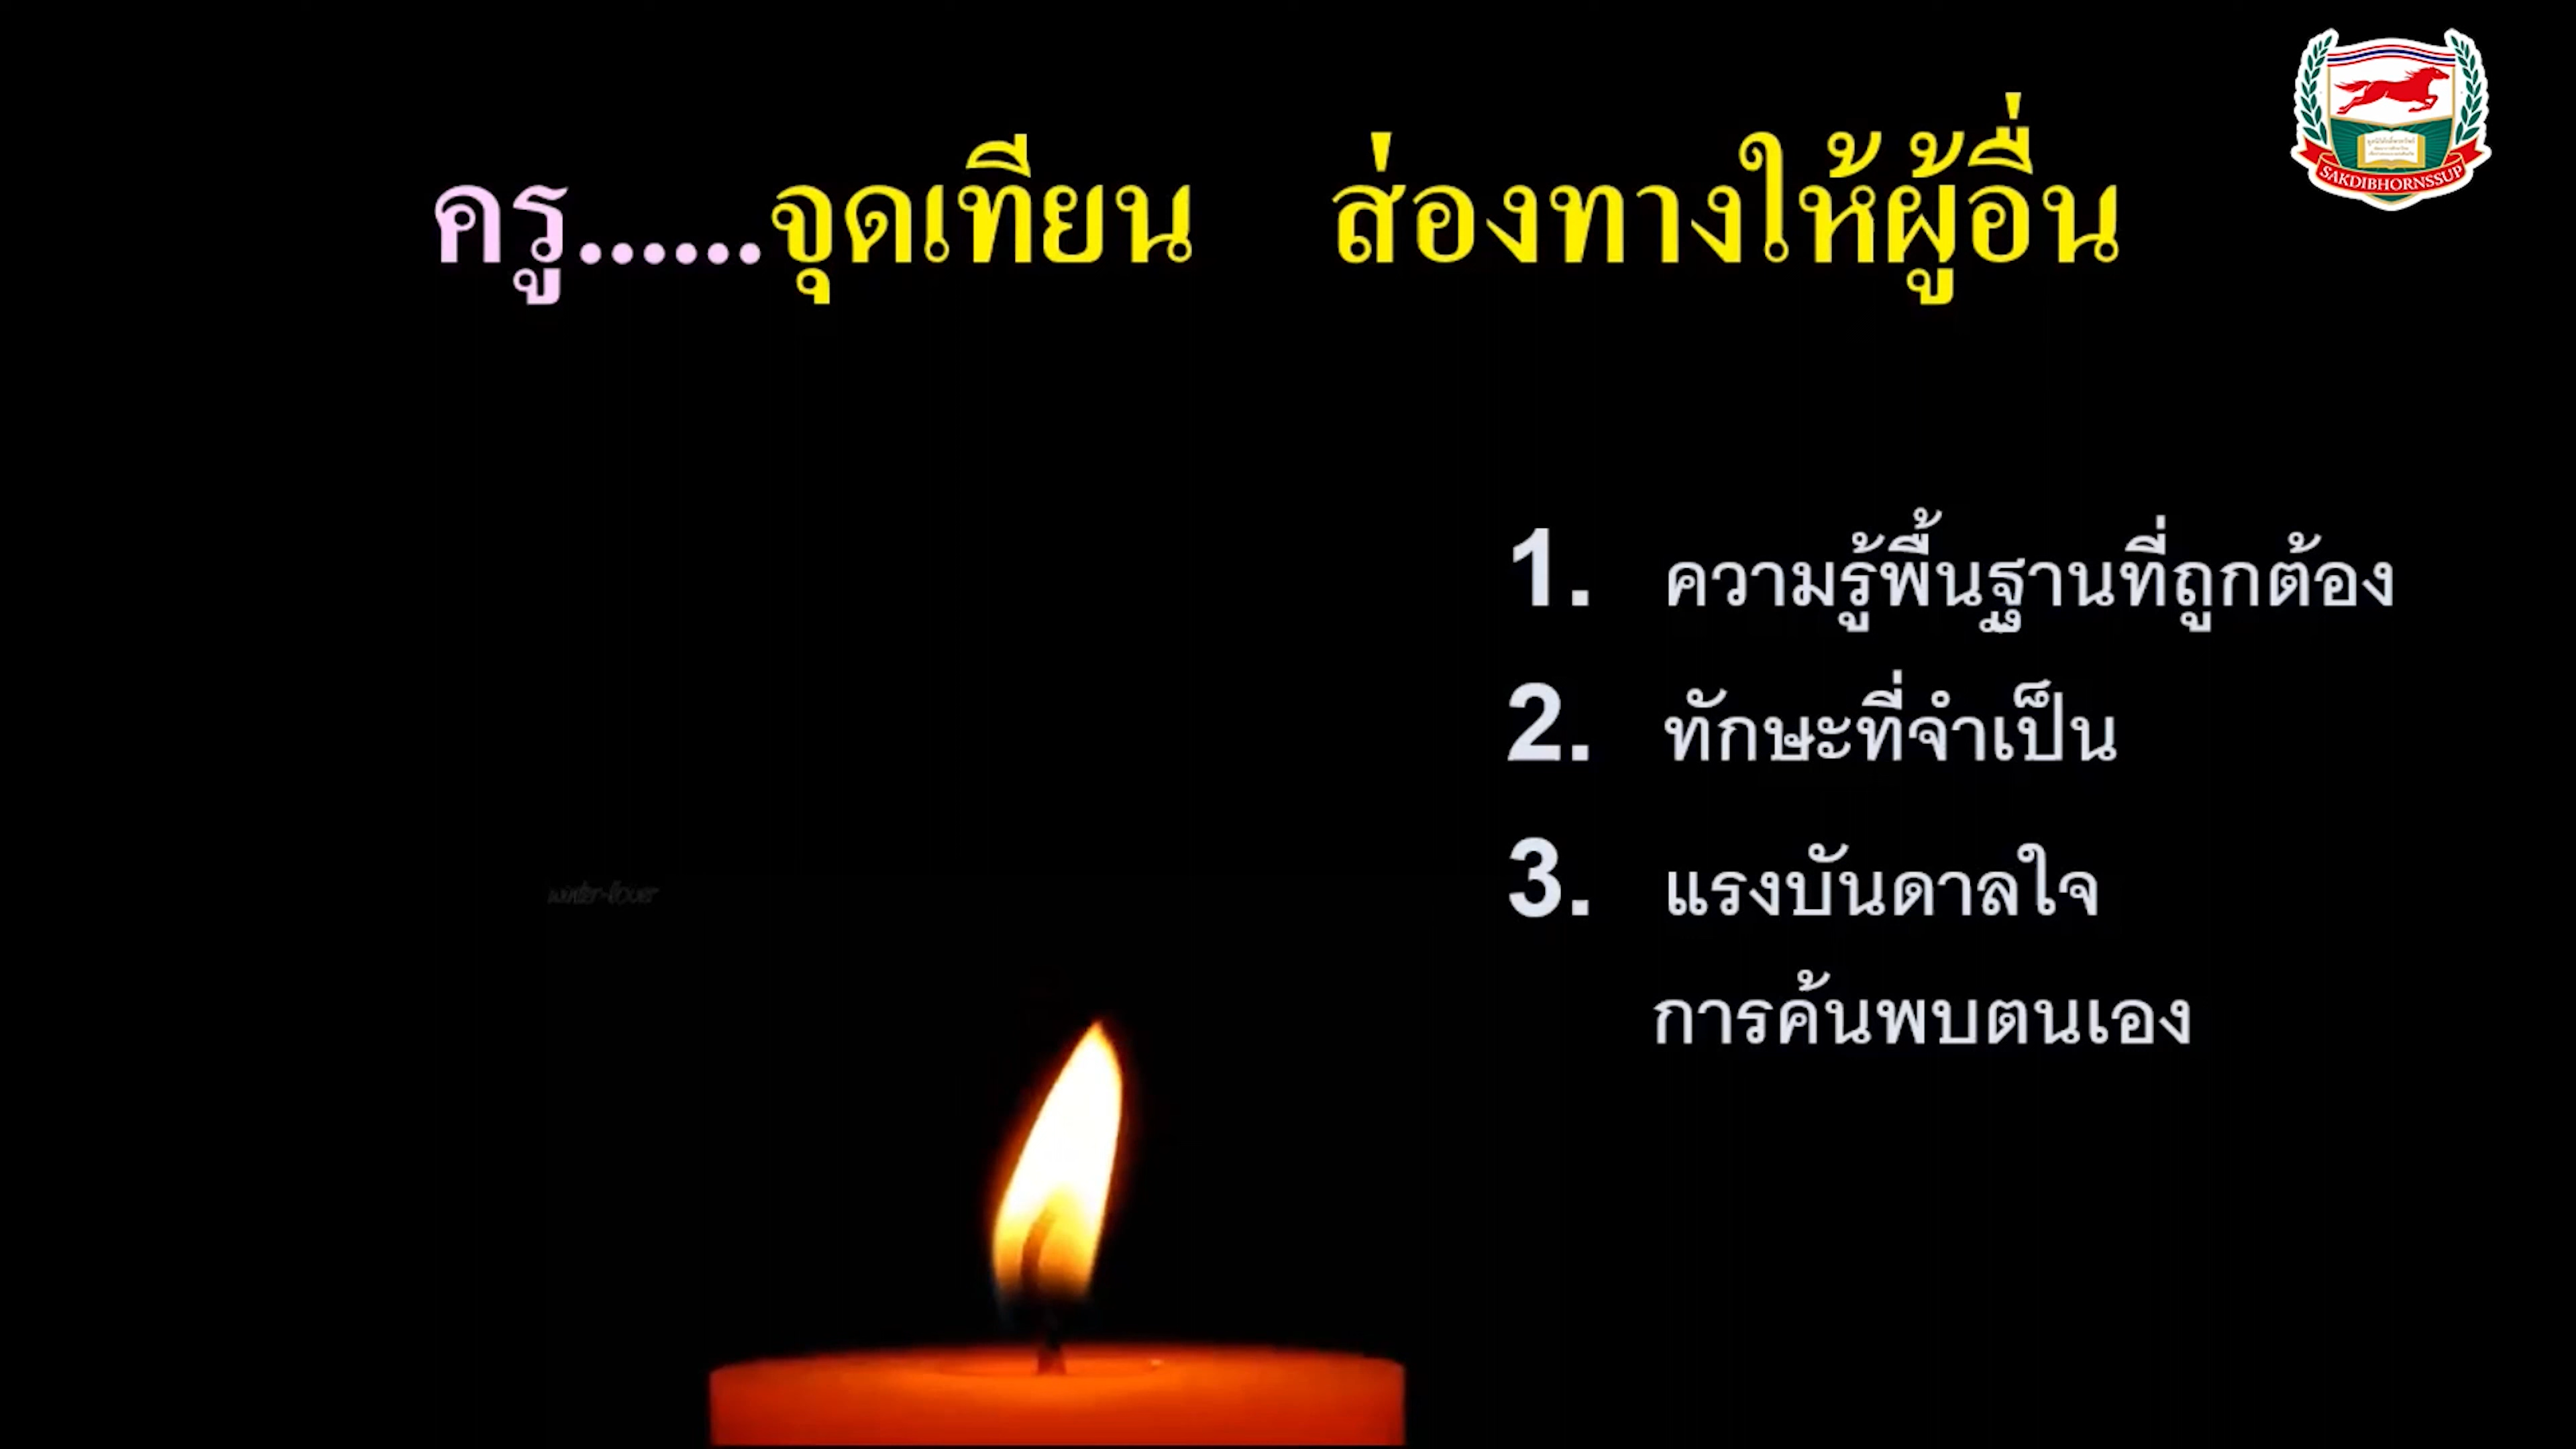 ครู......จุดเทียน ส่องทางให้ผู้อื่น
SAKDIBHORNSSUP
1. ความรู้พื้นฐานที่ถูกต้อง
2. ทักษะที่จำเป็น
3. แรงบันดาลใจ
การค้นพบตนเอง
winter-lover